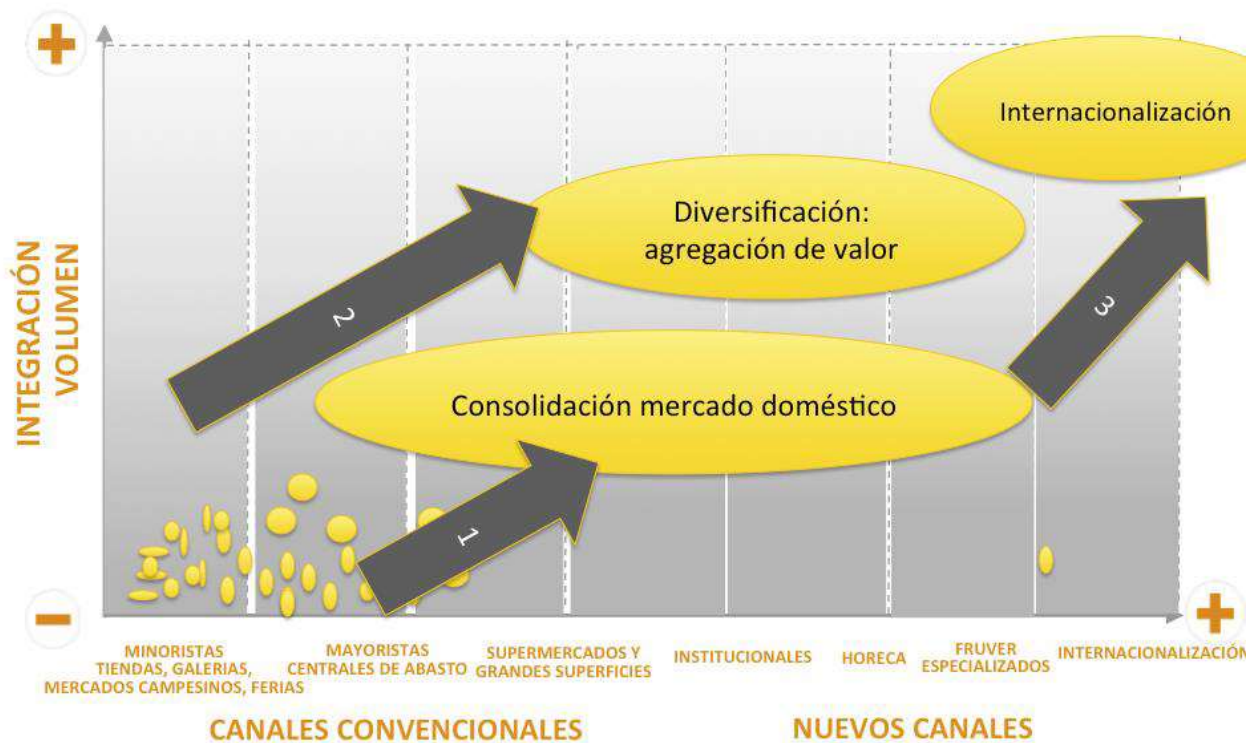 Internacionalización
Diversificación:
agregación de valor
Consolidación mercado doméstico
2
3
1
INTEGRACIÓN
VOLUMEN
MINORISTAS
TIENDAS, GALERIAS,
MERCADOS CAMPESINOS, FERIAS
MAYORISTAS
CENTRALES DE ABASTO
SUPERMERCADOS Y
GRANDES SUPERFICIES
INSTITUCIONALES
HORECA
FRUVER
ESPECIALIZADOS
INTERNACIONALIZACIÓN
CANALES CONVENCIONALES
NUEVOS CANALES